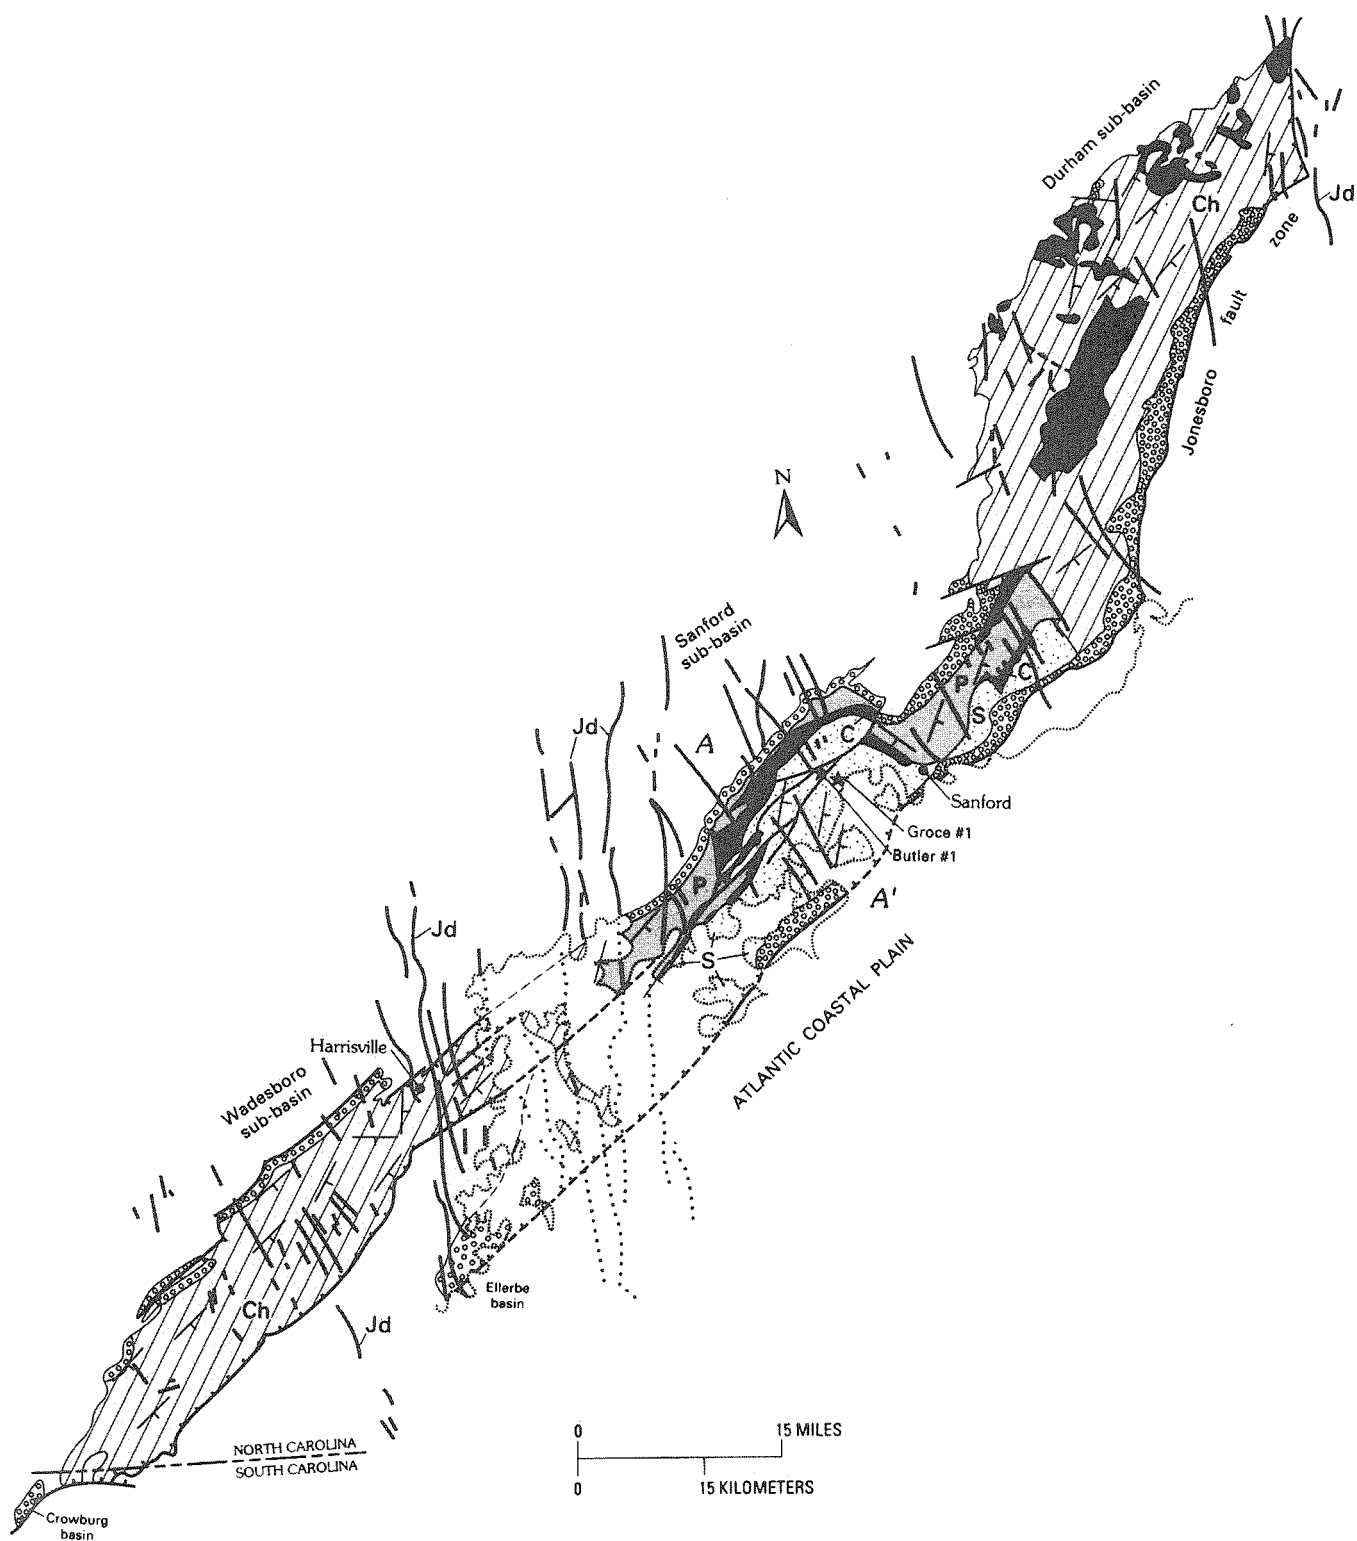 Durham sub-basin
Ch
Jd
zone
fault
Jonesboro
N
Sanford
sub-basin
P
C
S
Jd
A
C
Sanford
Groce #1
Butler #1
P
A'
Jd
S
ATLANTIC COASTAL PLAIN
Harrisville
Wadesboro
sub-basin
Ellerbe
basin
Ch
Jd
0 15 MILES
NORTH CAROLINA
SOUTH CAROLINA
0 15 KILOMETERS
Crowburg
basin